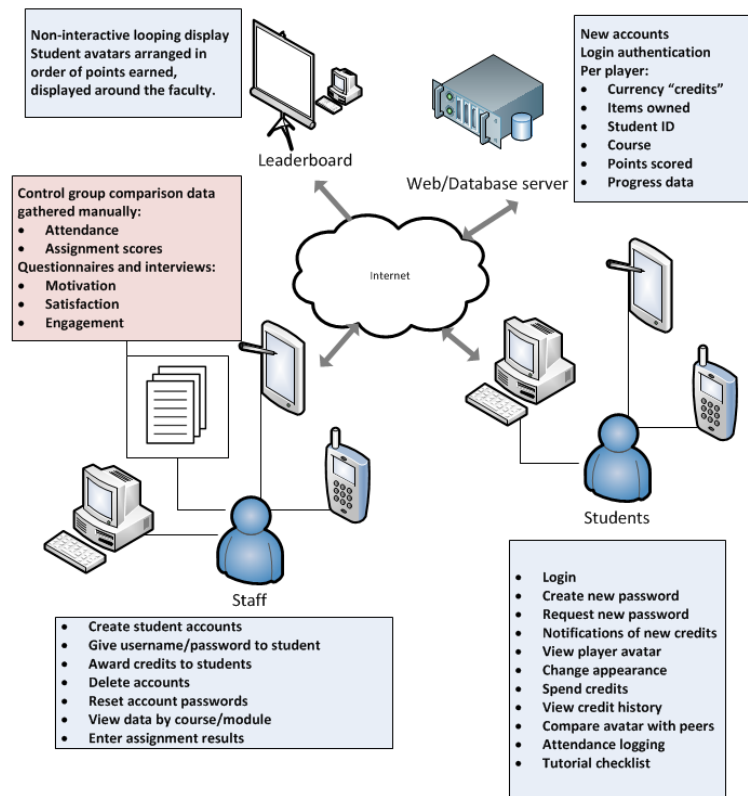 Non-interactive looping display
Student avatars arranged in
order of points earned,
displayed around the faculty.
Leaderboard
New accounts
Login authentication
Per player:
• Currency “credits”
• Items owned
• Student ID
• Course
• Points scored
• Progress data
Web/Database server
Control group comparison data
gathered manually:
• Attendance
• Assignment scores
Questionnaires and interviews:
• Motivation
• Satisfaction
• Engagement
Internet
Staff
• Create student accounts
• Give username/password to student
• Award credits to students
• Delete accounts
• Reset account passwords
• View data by course/module
• Enter assignment results
Students
• Login
• Create new password
• Request new password
• Notifications of new credits
• View player avatar
• Change appearance
• Spend credits
• View credit history
• Compare avatar with peers
• Attendance logging
• Tutorial checklist